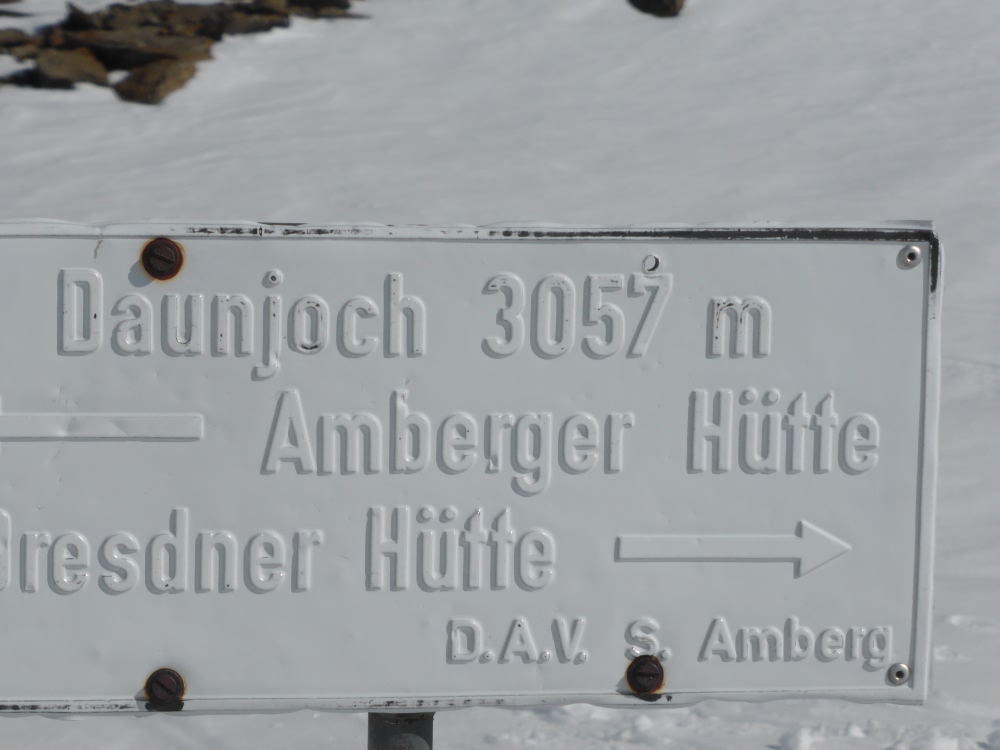 Daunjoch 3057 m
Amberger Hütte
Dresdner Hütte
D.A.V. S. Amberg